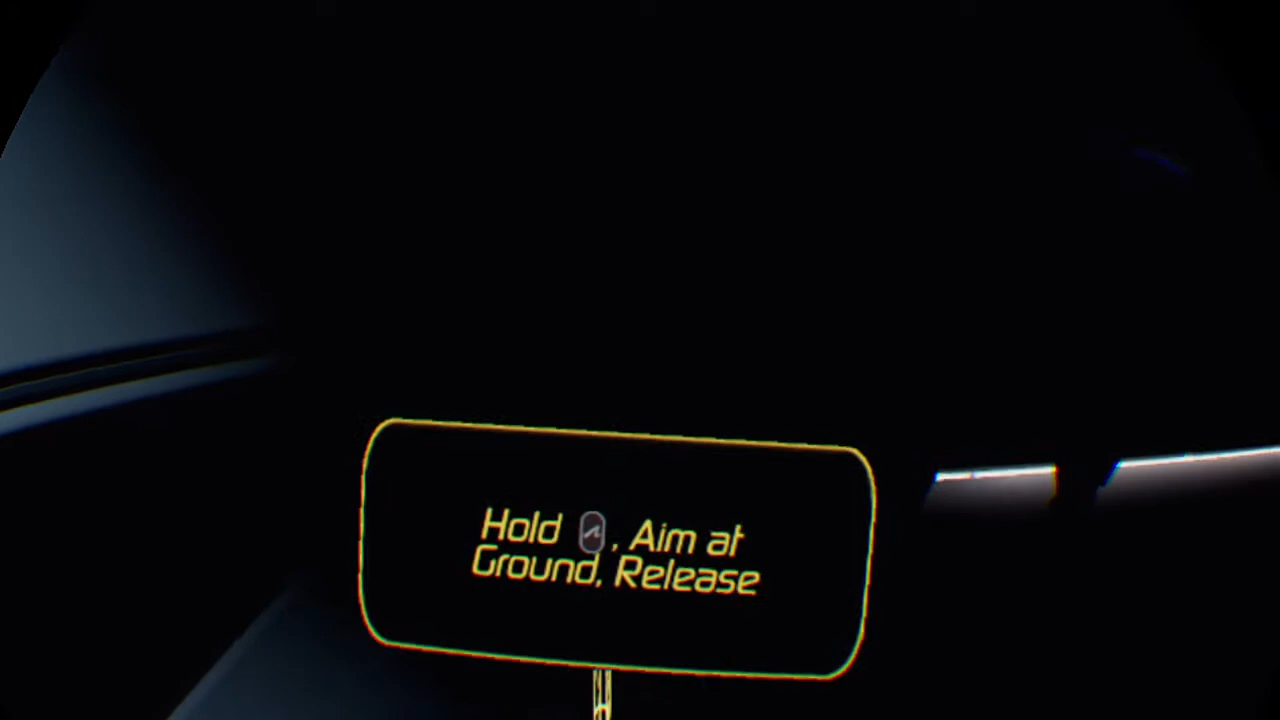 Hold , Aim at
Ground, Release